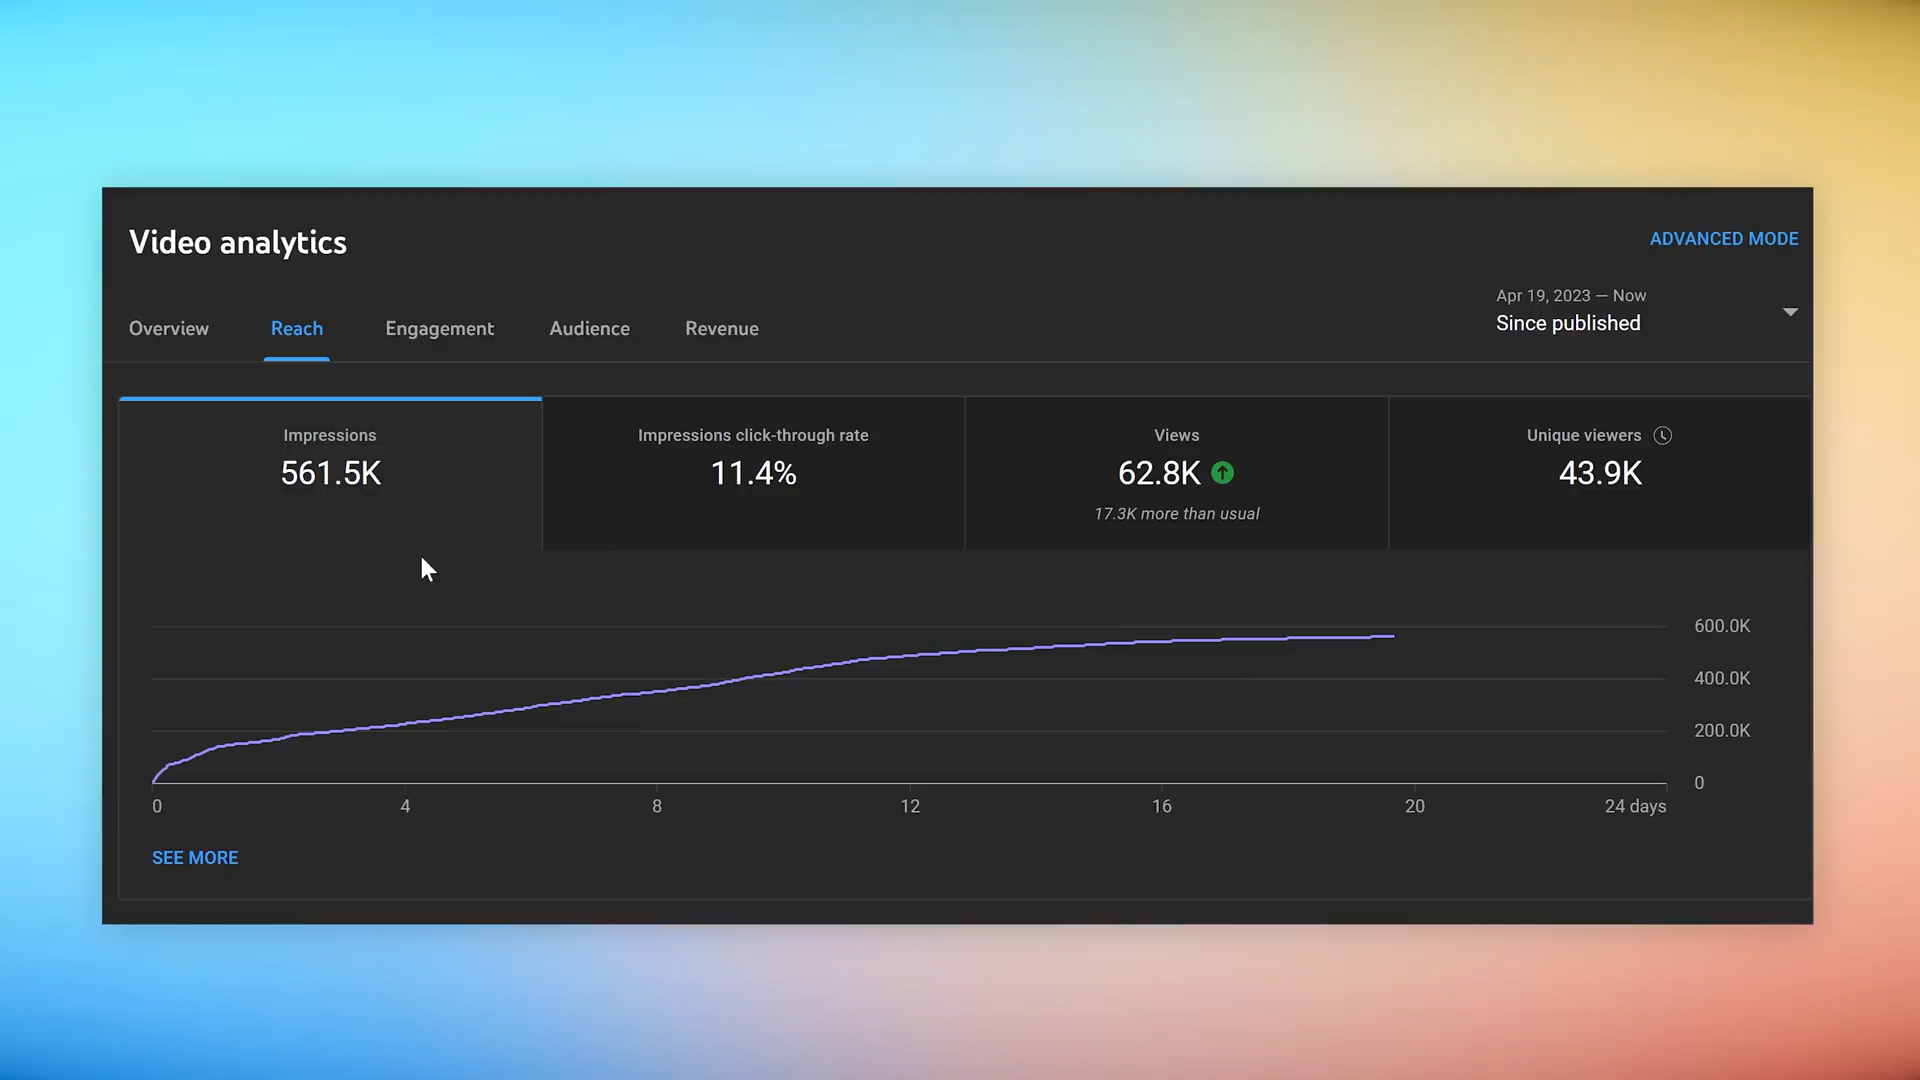 Video analytics
ADVANCED MODE
Apr 19, 2023 – Now
Since published
Overview
Reach
Engagement
Audience
Revenue
Impressions
561.5K
Impressions click-through rate
11.4%
Views
62.8K
17.3K more than usual
Unique viewers
43.9K
600.0K
400.0K
200.0K
0
0 4 8 12 16 20 24 days
SEE MORE